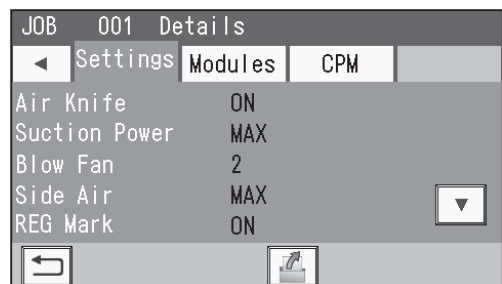 JOB 001 Details
◄ Settings Modules CPM
Air Knife ON
Suction Power MAX
Blow Fan 2
Side Air MAX
REG Mark ON
▼